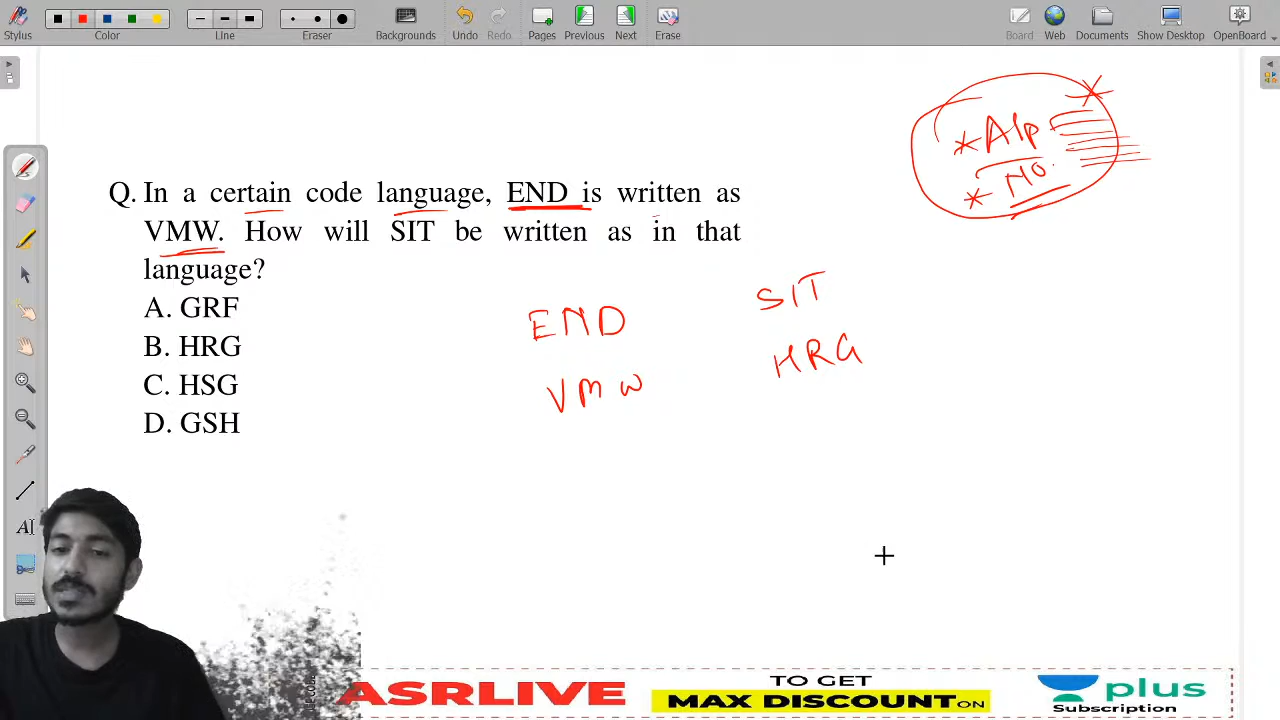 Stylus
Color
Line
Eraser
Backgrounds
Undo
Redo
Pages
Previous
Next
Erase
Board
Web
Documents
Show Desktop
OpenBoard
*Alp
* No.
Q. In a certain code language, END is written as
VMW. How will SIT be written as in that
language?
A. GRF
B. HRG
C. HSG
D. GSH
END
VMW
SIT
HRG
AI
ASRLIVE
TO GET
MAX DISCOUNT ON
plus
Subscription